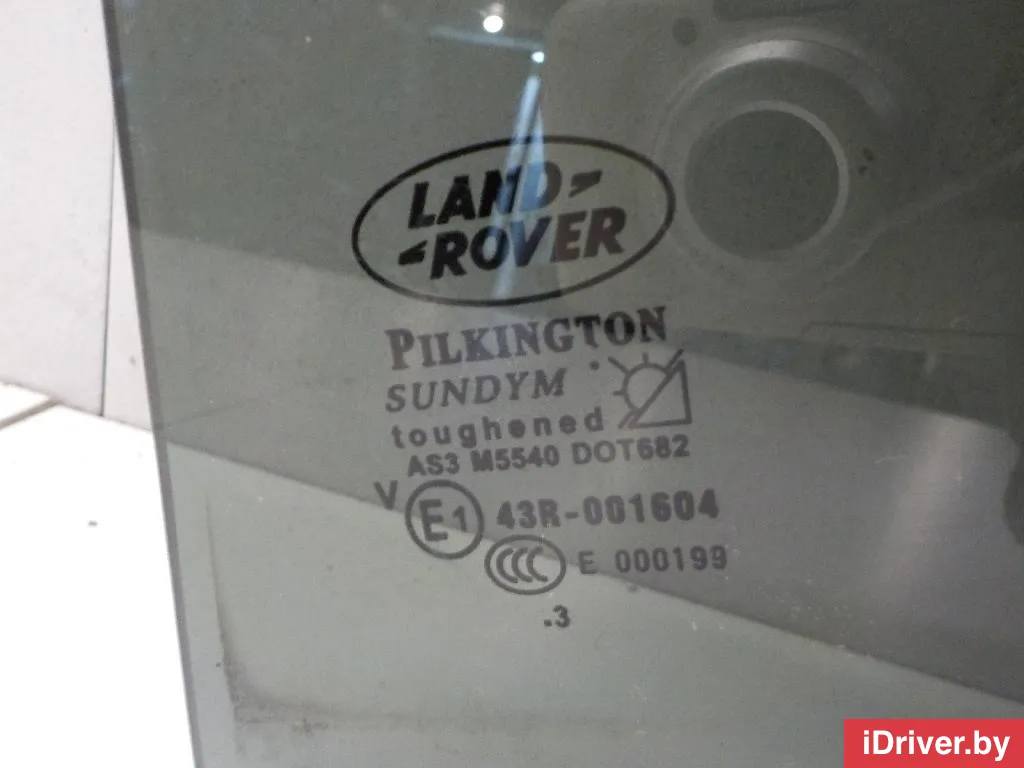 LAND
ROVER
PILKINGTON
SUNDYM
toughened
AS3 M5540 DOT682
V E1 43R-001604
CCC E 000199
.3
iDriver.by